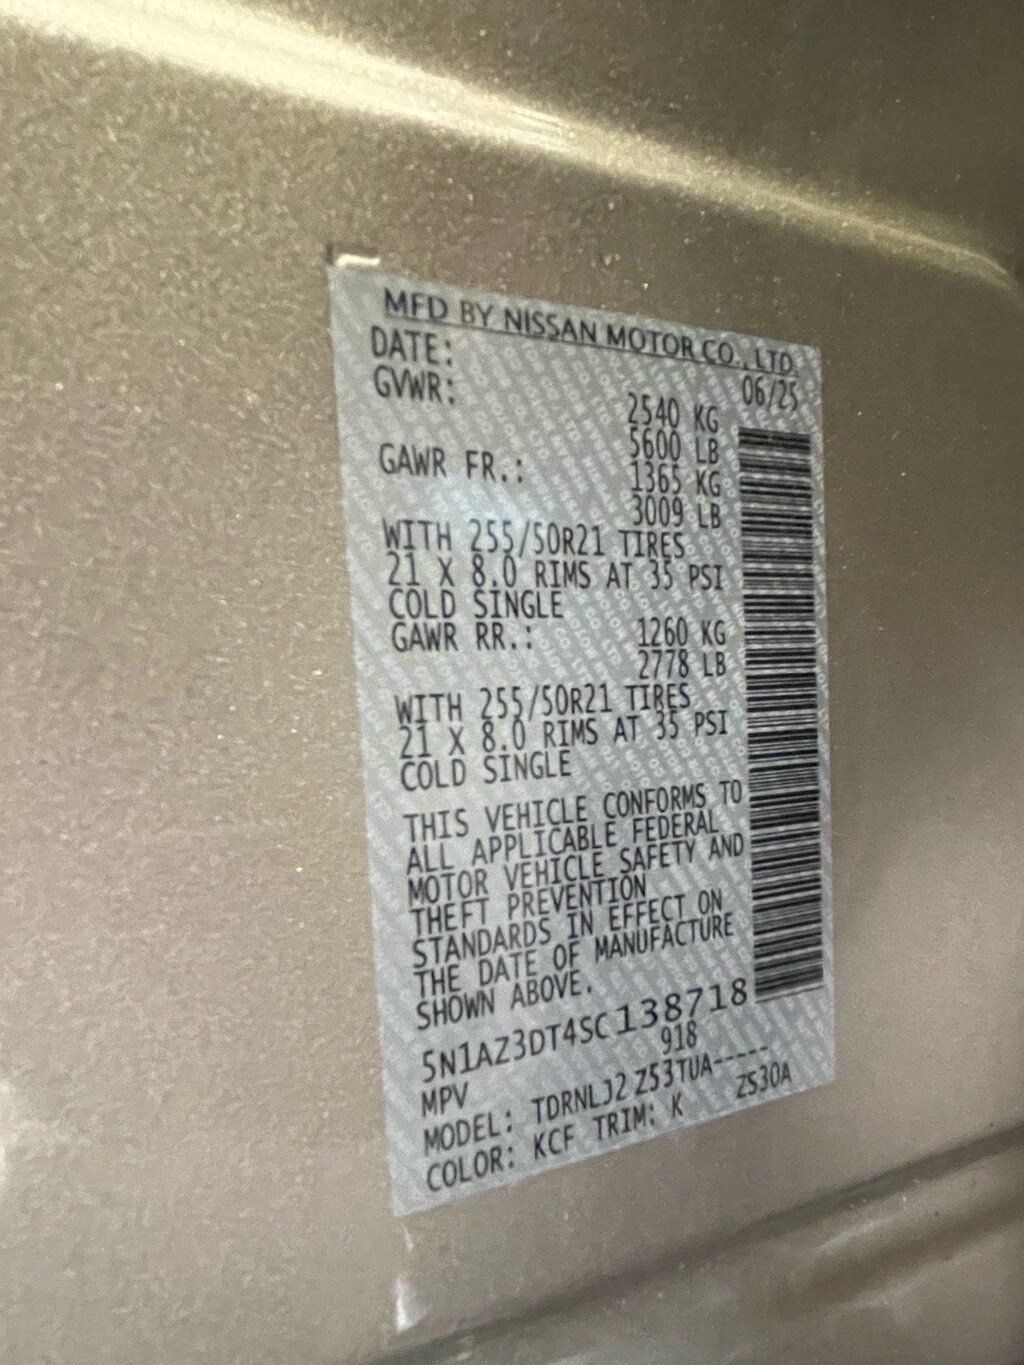 MFD BY NISSAN MOTOR CO., LTD.
DATE: 06/25
GVWR: 2540 KG
5600 LB
GAWR FR.: 1365 KG
3009 LB
WITH 255/50R21 TIRES
21 X 8.0 RIMS AT 35 PSI
COLD SINGLE
GAWR RR.: 1260 KG
2778 LB
WITH 255/50R21 TIRES
21 X 8.0 RIMS AT 35 PSI
COLD SINGLE
THIS VEHICLE CONFORMS TO
ALL APPLICABLE FEDERAL
MOTOR VEHICLE SAFETY AND
THEFT PREVENTION
STANDARDS IN EFFECT ON
THE DATE OF MANUFACTURE
SHOWN ABOVE.
5N1AZ3DT4SC138718
MPV 918
MODEL: TDRNLJ2 Z53TUA-----
COLOR: KCF TRIM: K ZS30A